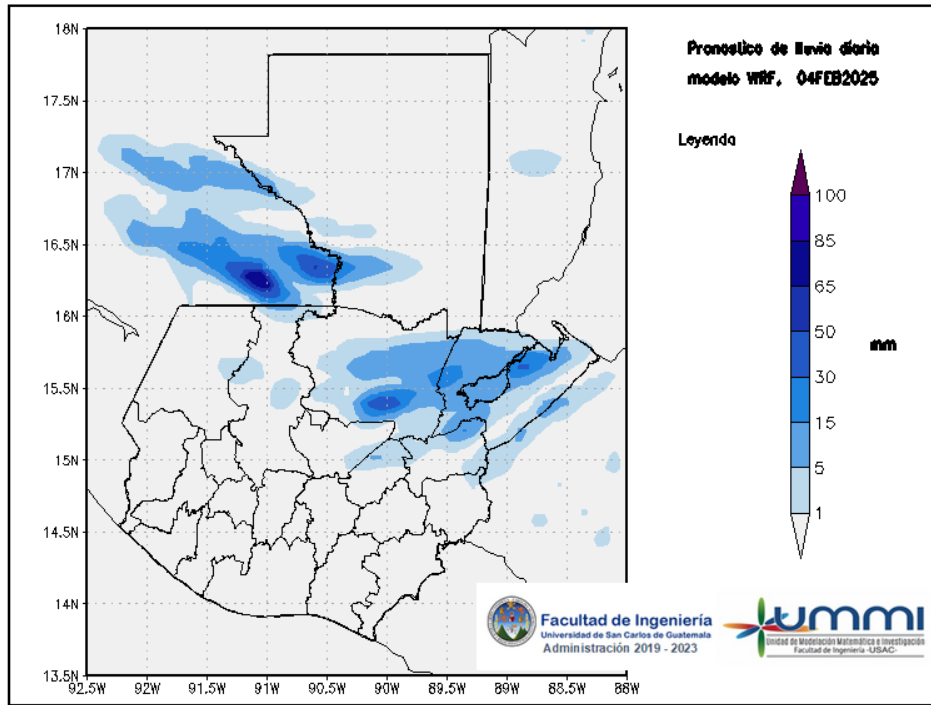 18N
17.5N
17N
16.5N
16N
15.5N
15N
14.5N
14N
13.5N
92.5W
92W
91.5W
91W
90.5W
90W
89.5W
89W
88.5W
88W
Pronostico de lluvia diaria
modelo WRF, 04FEB2025
Leyenda
100
85
65
50
30
15
5
1
mm
Facultad de Ingeniería
Universidad de San Carlos de Guatemala
Administración 2019 - 2023
ummi
Unidad de Modelación Matemática e Investigación
Facultad de Ingeniería -USAC-